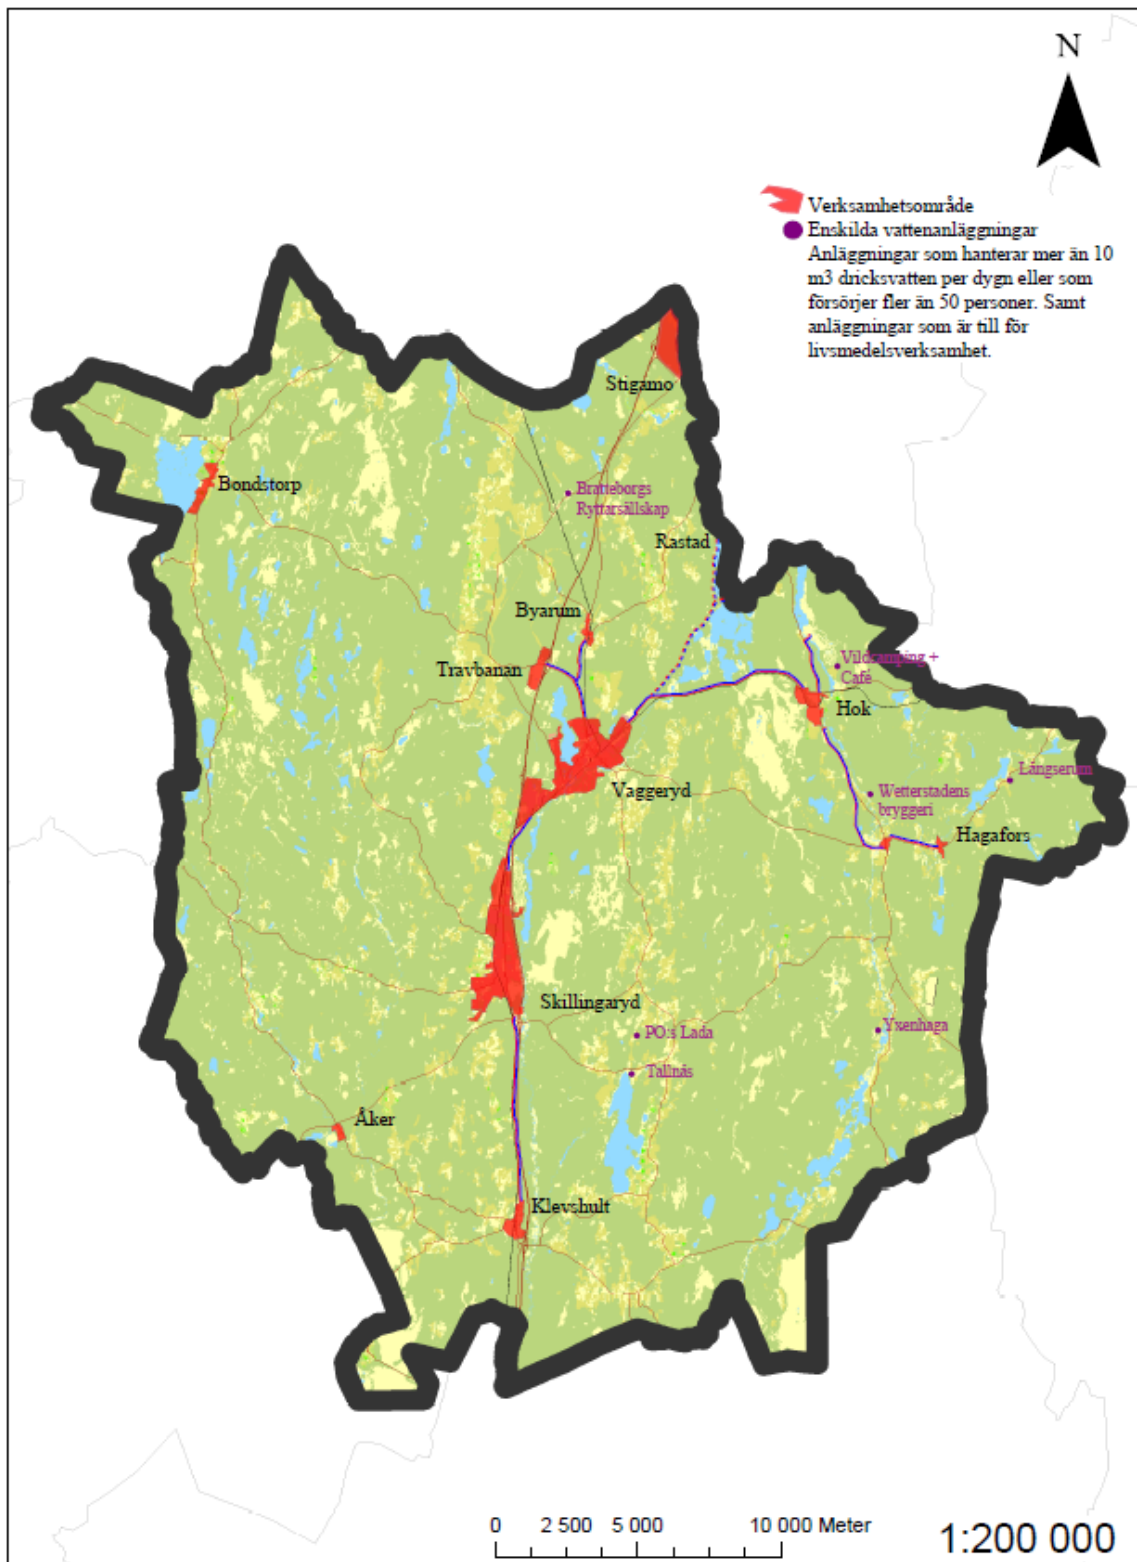 N
Verksamhetsområde
Enskilda vattenanläggningar
Anläggningar som hanterar mer än 10
m3 dricksvatten per dygn eller som
försörjer fler än 50 personer. Samt
anläggningar som är till för
livsmedelsverksamhet.
Stigamo
Bondstorp
Bratteborgs
Ryttarsällskap
Rastad
Byarum
Travbanan
Vildcamping +
Café
Hok
Långserum
Vaggeryd
Wetterstadens
bryggeri
Hagafors
Skillingaryd
PO:s Lada
Yxenhaga
Tallnäs
Åker
Klevshult
0 2 500 5 000 10 000 Meter
1:200 000